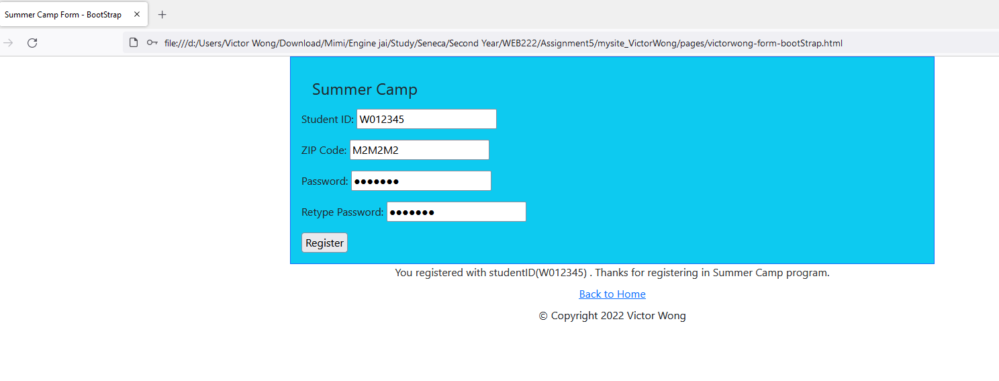 Summer Camp Form - BootStrap
file:///d:/Users/Victor Wong/Download/Mimi/Engine jai/Study/Seneca/Second Year/WEB222/Assignment5/mysite_VictorWong/pages/victorwong-form-bootStrap.html
Summer Camp
Student ID: W012345
ZIP Code: M2M2M2
Password: ●●●●●●●
Retype Password: ●●●●●●●
Register
You registered with studentID(W012345) . Thanks for registering in Summer Camp program.
Back to Home
© Copyright 2022 Victor Wong